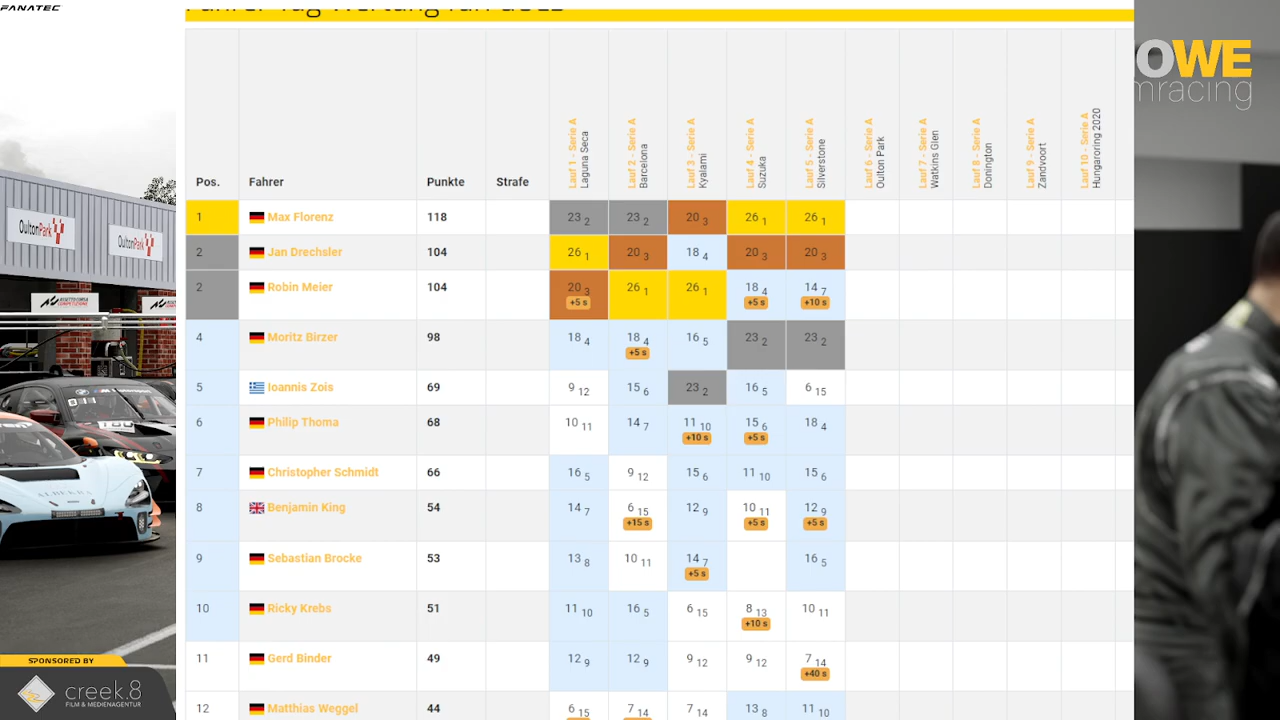 FANATEC
OWE
mracing
Pos. Fahrer Punkte Strafe Lauf 1 - Serie A Laguna Seca Lauf 2 - Serie A Barcelona Lauf 3 - Serie A Kyalami Lauf 4 - Serie A Suzuka Lauf 5 - Serie A Silverstone Lauf 6 - Serie A Oulton Park Lauf 7 - Serie A Watkins Glen Lauf 8 - Serie A Donington Lauf 9 - Serie A Zandvoort Lauf 10 - Serie A Hungaroring 2020
1 Max Florenz 118 23 2 23 2 20 3 26 1 26 1
2 Jan Drechsler 104 26 1 20 3 18 4 20 3 20 3
2 Robin Meier 104 20 3 26 1 26 1 18 4 14 7
+5 s +5 s +10 s
4 Moritz Birzer 98 18 4 18 4 16 5 23 2 23 2
+5 s
5 Ioannis Zois 69 9 12 15 6 23 2 16 5 6 15
6 Philip Thoma 68 10 11 14 7 11 10 15 6 18 4
+10 s +5 s
7 Christopher Schmidt 66 16 5 9 12 15 6 11 10 15 6
8 Benjamin King 54 14 7 6 15 12 9 10 11 12 9
+15 s +5 s +5 s
9 Sebastian Brocke 53 13 8 10 11 14 7 16 5
+5 s
10 Ricky Krebs 51 11 10 16 5 6 15 8 13 10 11
+10 s
11 Gerd Binder 49 12 9 12 9 9 12 9 12 7 14
+40 s
12 Matthias Weggel 44 6 15 7 14 7 14 13 8 11 10
OultonPark
OultonPark
SPONSORED BY
creek.8
FILM & MEDIENAGENTUR